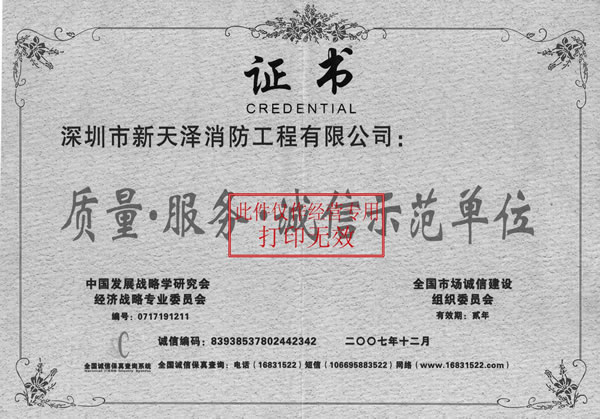 证书
CREDENTIAL
深圳市新天泽消防工程有限公司：
质量·服务·诚信示范单位
此件仅作经营专用
打印无效
中国发展战略学研究会
经济战略专业委员会
编号：0717191211
全国市场诚信建设
组织委员会
有效期：贰年
诚信编码：83938537802442342 二〇〇七年十二月
全国诚信保真查询系统
全国诚信保真查询：电话（16831522）短信（106695883522）网络（www.16831522.com）